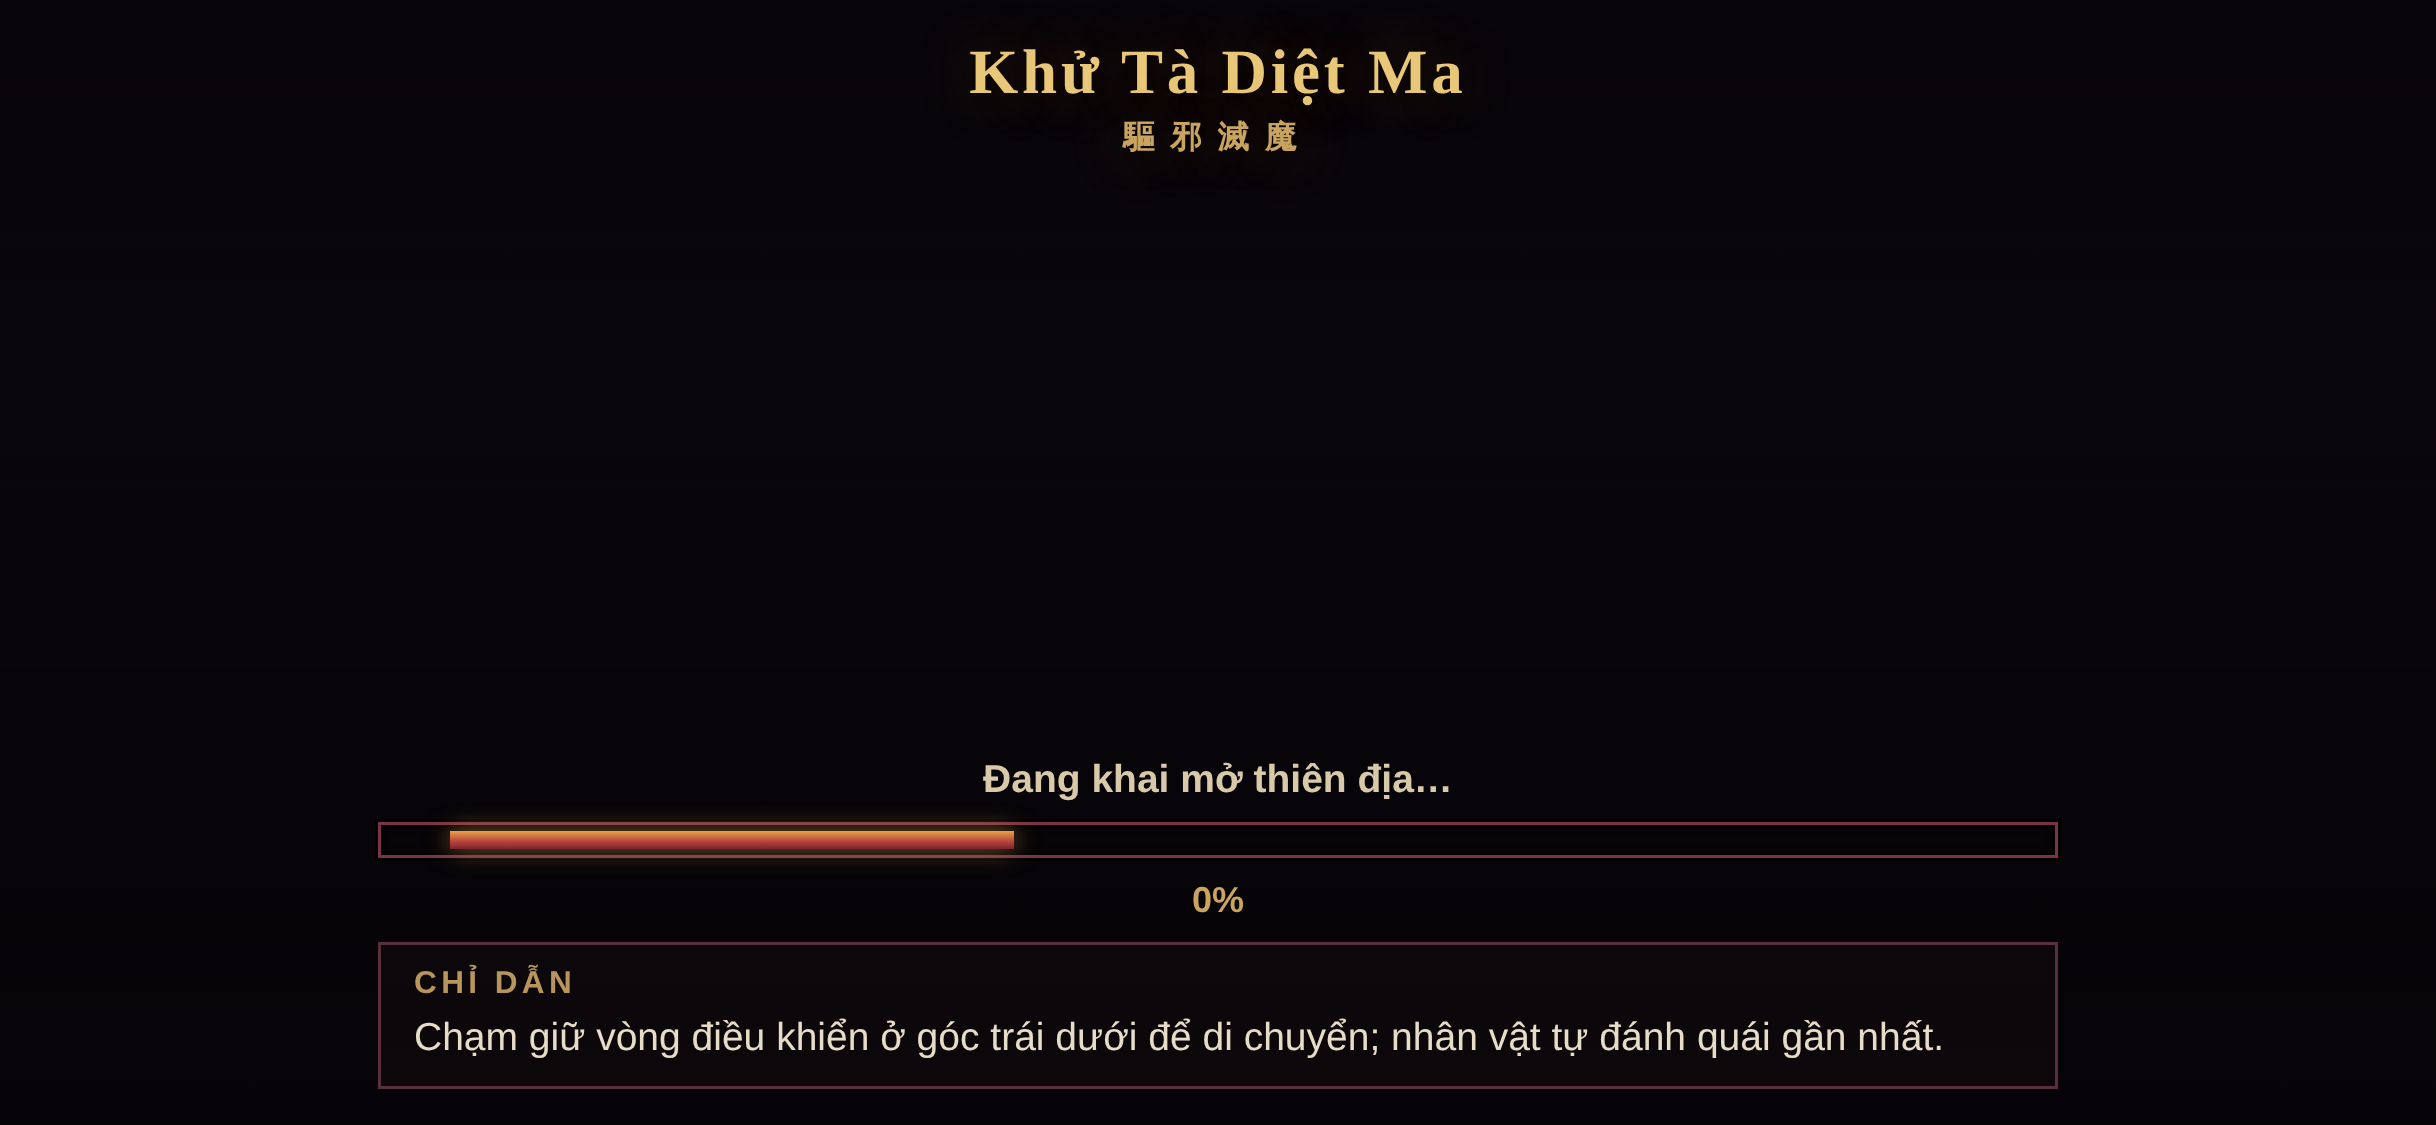 Khử Tà Diệt Ma
驅邪滅魔
Đang khai mở thiên địa…
0%
CHỈ DẪN
Chạm giữ vòng điều khiển ở góc trái dưới để di chuyển; nhân vật tự đánh quái gần nhất.